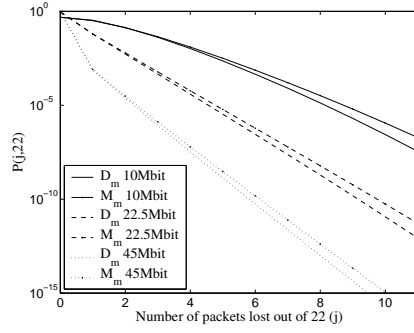 10^0
10^-5
10^-10
10^-15
P(j,22)
D_m 10Mbit
M_m 10Mbit
D_m 22.5Mbit
M_m 22.5Mbit
D_m 45Mbit
M_m 45Mbit
0 2 4 6 8 10
Number of packets lost out of 22 (j)